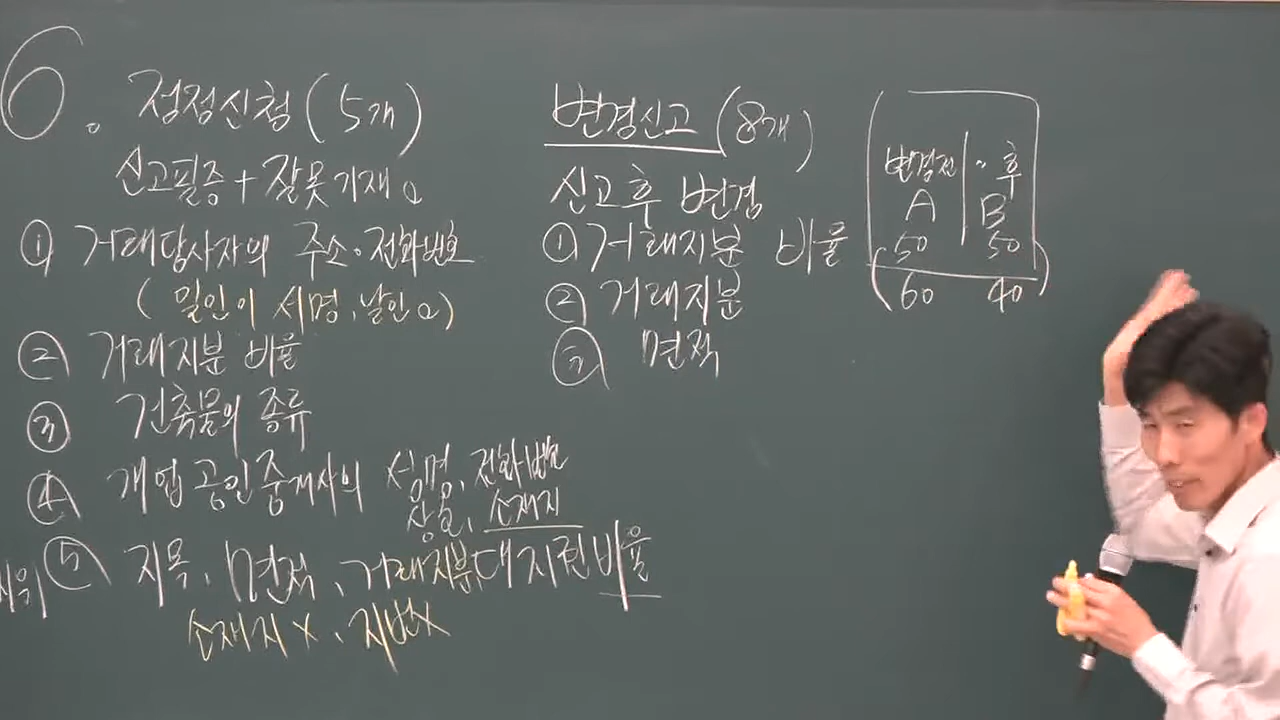 6. 정정신청(5개)
신고필증+잘못기재 o
① 거래당사자의 주소·전화번호
(일인이 서명,날인o)
② 거래지분 비율
③ 건축물의 종류
④ 개업공인중개사의 성명, 전화번호
상호, 소재지
⑤ 지목, 면적, 거래지분, 대지권비율
소재지×, 지번×
변경신고(8개)
신고후 변경
① 거래지분 비율
② 거래지분
③ 면적
변경전 ~후
A B
50 50
(60 40)